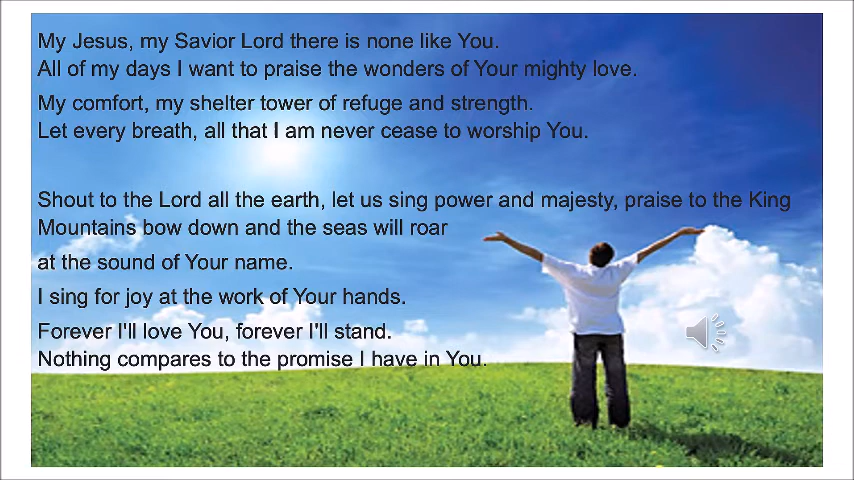 My Jesus, my Savior Lord there is none like You.
All of my days I want to praise the wonders of Your mighty love.
My comfort, my shelter tower of refuge and strength.
Let every breath, all that I am never cease to worship You.
Shout to the Lord all the earth, let us sing power and majesty, praise to the King
Mountains bow down and the seas will roar
at the sound of Your name.
I sing for joy at the work of Your hands.
Forever I'll love You, forever I'll stand.
Nothing compares to the promise I have in You.